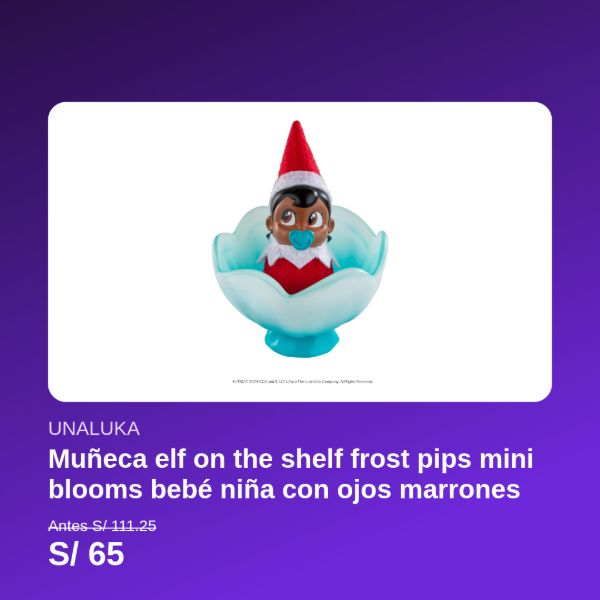 UNALUKA
Muñeca elf on the shelf frost pips mini
blooms bebé niña con ojos marrones
Antes S/ 111.25
S/ 65